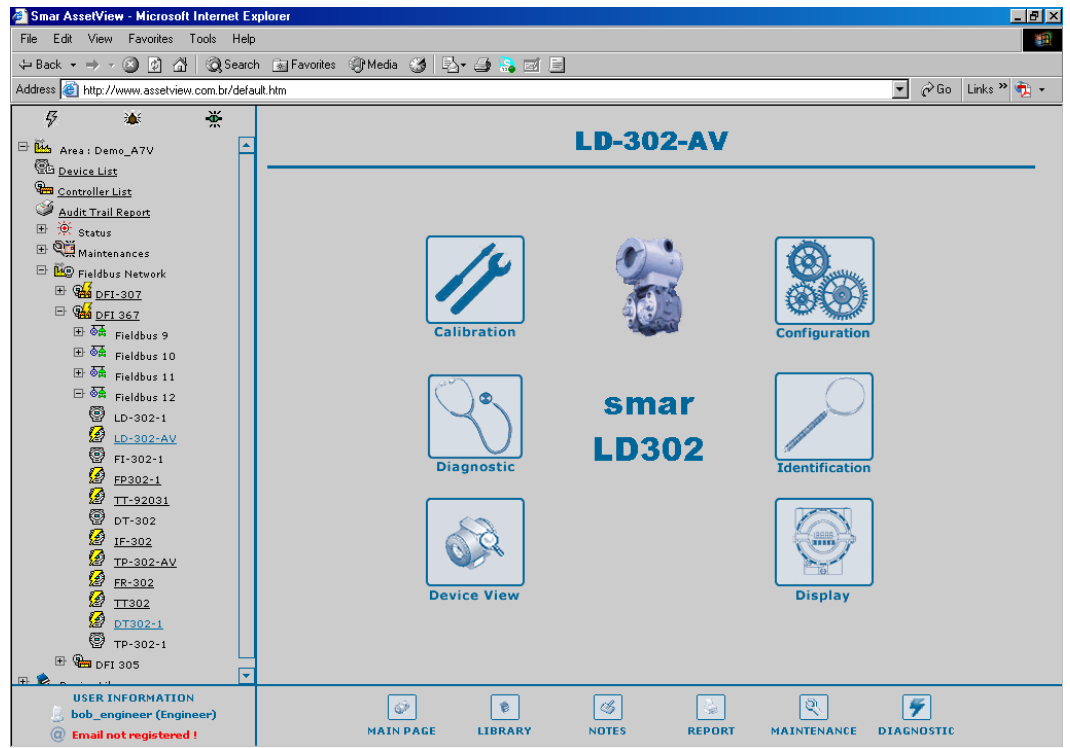 Smar AssetView - Microsoft Internet Explorer
File Edit View Favorites Tools Help
Back Search Favorites Media
Address http://www.assetview.com.br/default.htm Go Links »
Area : Demo_A7V
Device List
Controller List
Audit Trail Report
Status
Maintenances
Fieldbus Network
DFI-307
DFI 367
Fieldbus 9
Fieldbus 10
Fieldbus 11
Fieldbus 12
LD-302-1
LD-302-AV
FI-302-1
FP302-1
TT-92031
DT-302
IF-302
TP-302-AV
FR-302
TT302
DT302-1
TP-302-1
DFI 305
USER INFORMATION
bob_engineer (Engineer)
@ Email not registered !
LD-302-AV
Calibration
Configuration
Diagnostic
smar
LD302
Identification
Device View
Display
MAIN PAGE LIBRARY NOTES REPORT MAINTENANCE DIAGNOSTIC